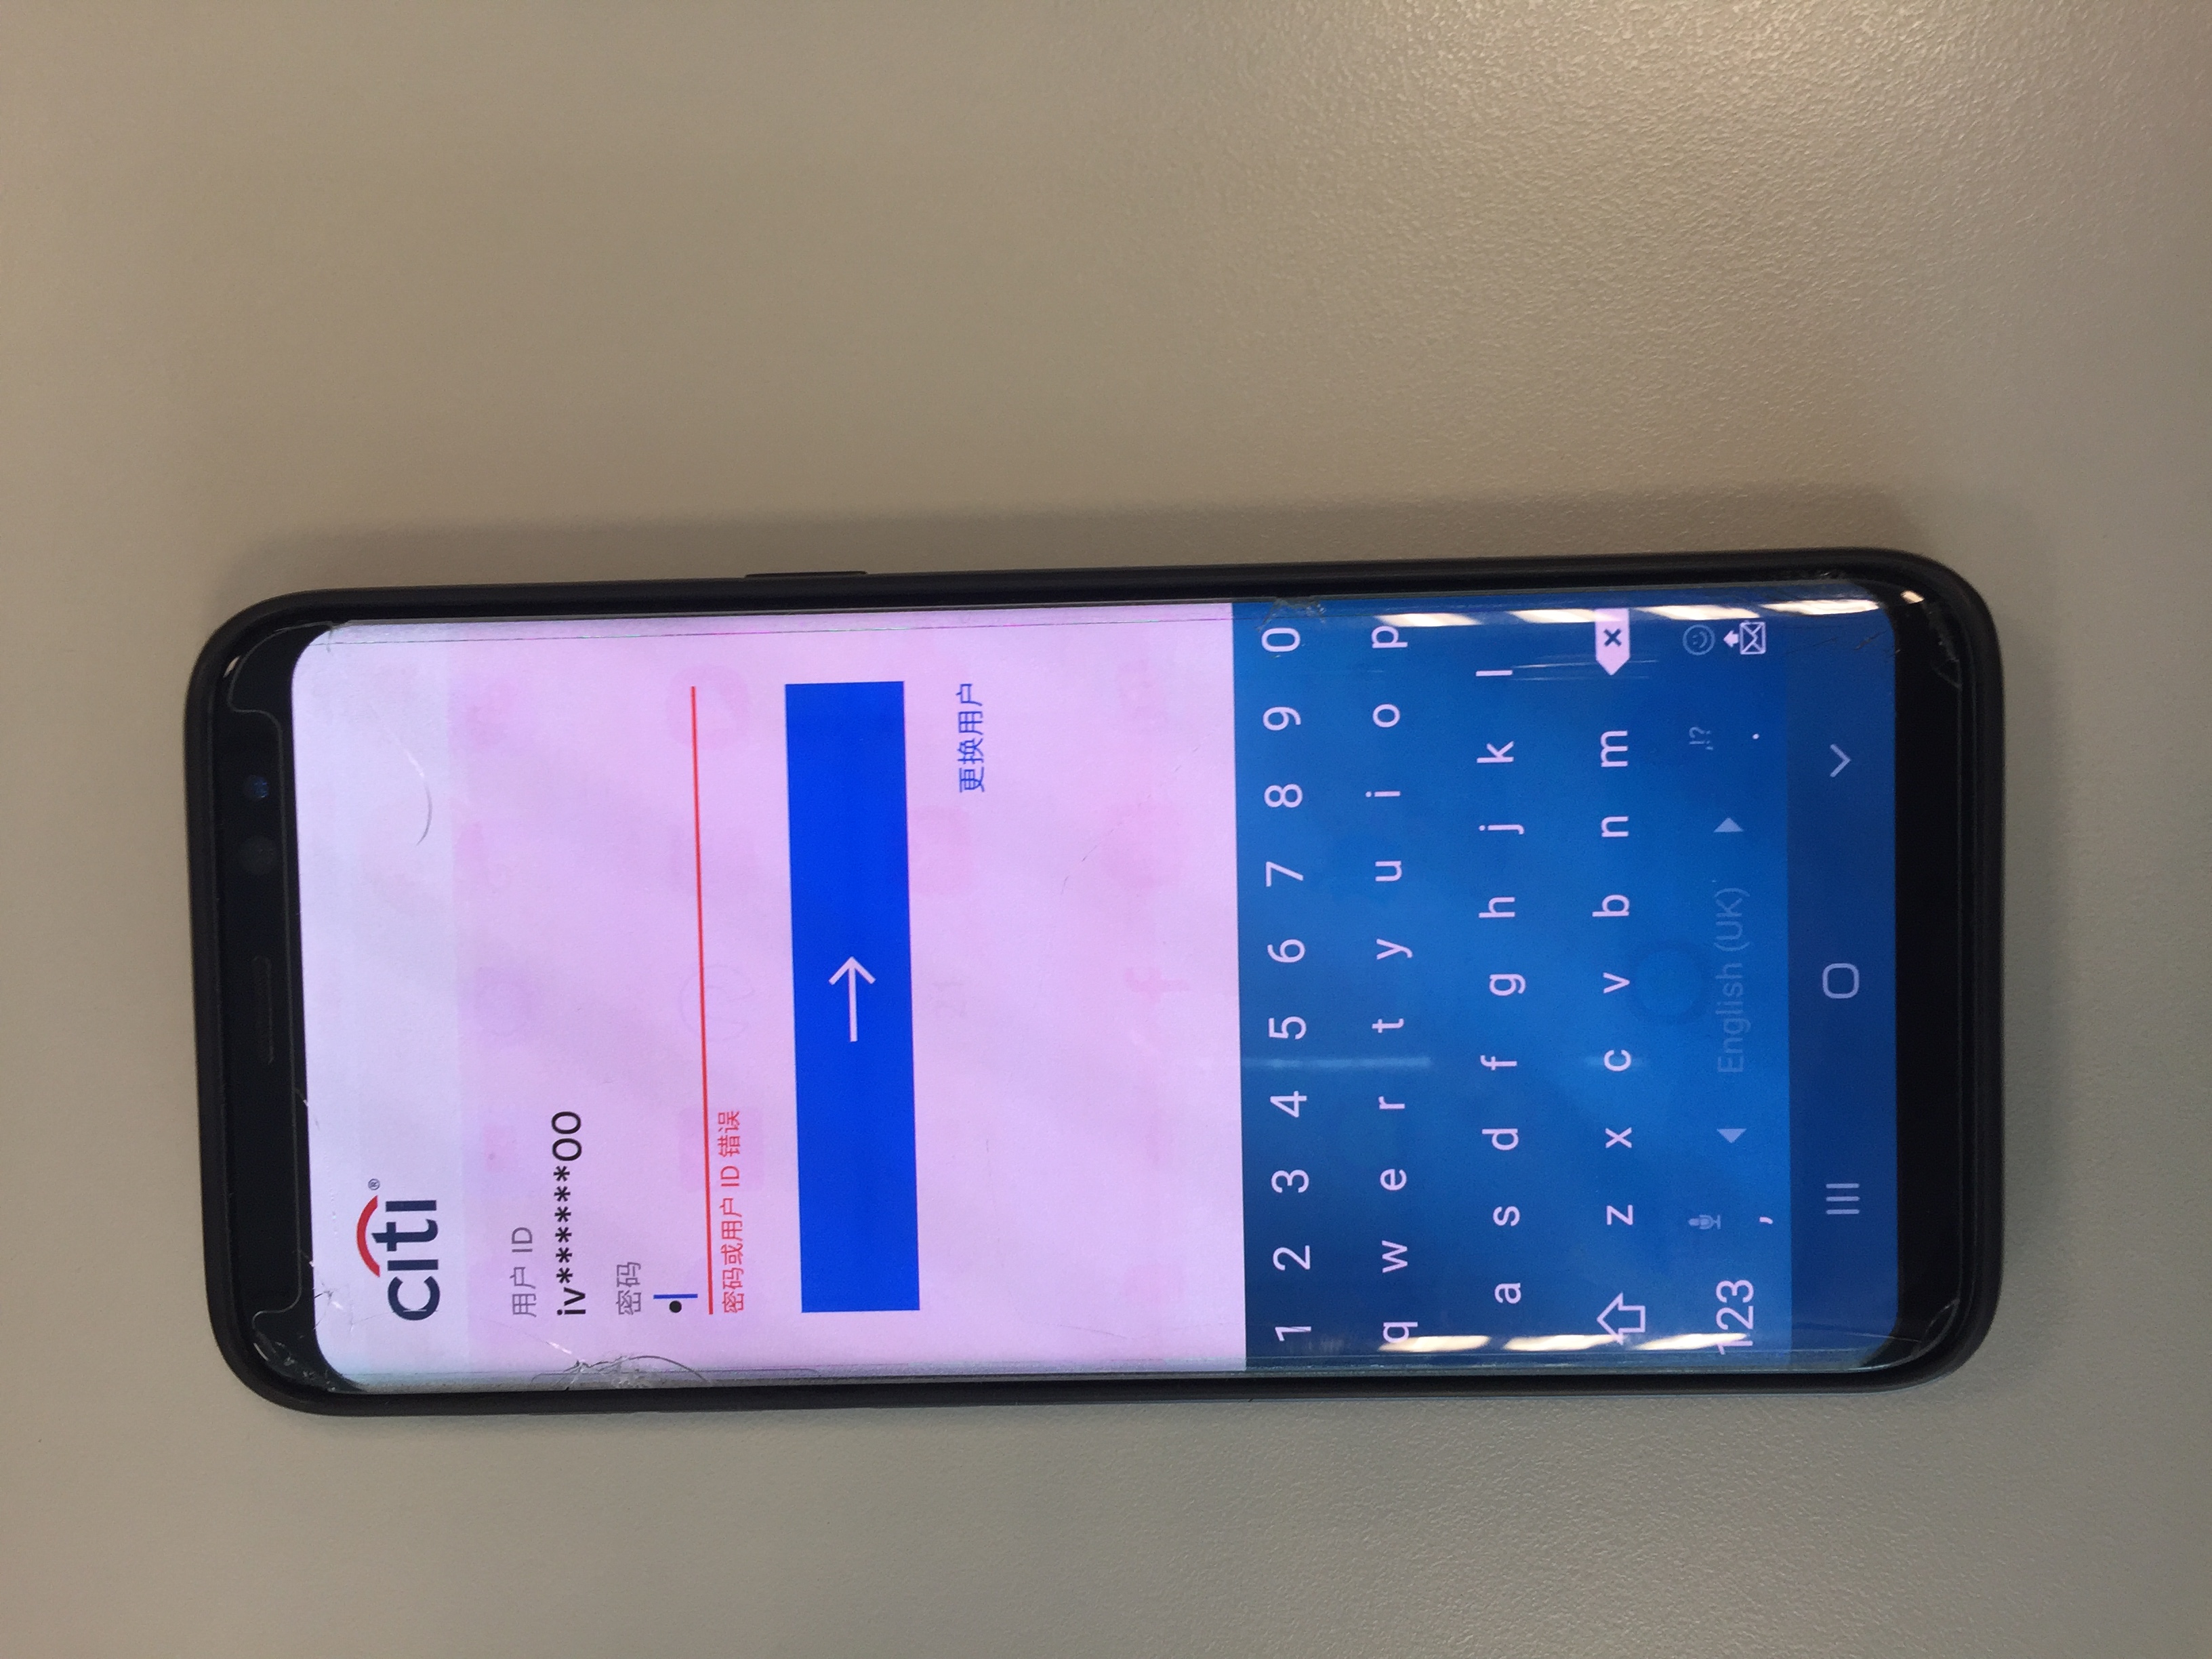 citi®
用户 ID
iv******00
密码
•
密码或用户 ID 错误
更换用户
1 2 3 4 5 6 7 8 9 0
q w e r t y u i o p
a s d f g h j k l
z x c v b n m
,!?
123 , English (UK) .